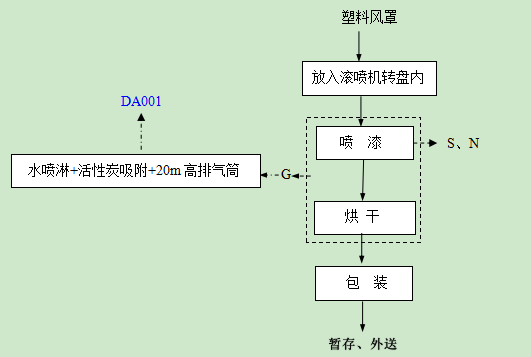 塑料风罩
放入滚喷机转盘内
DA001
喷 漆
S、N
水喷淋+活性炭吸附+20m 高排气筒
G
烘 干
包 装
暂存、外送